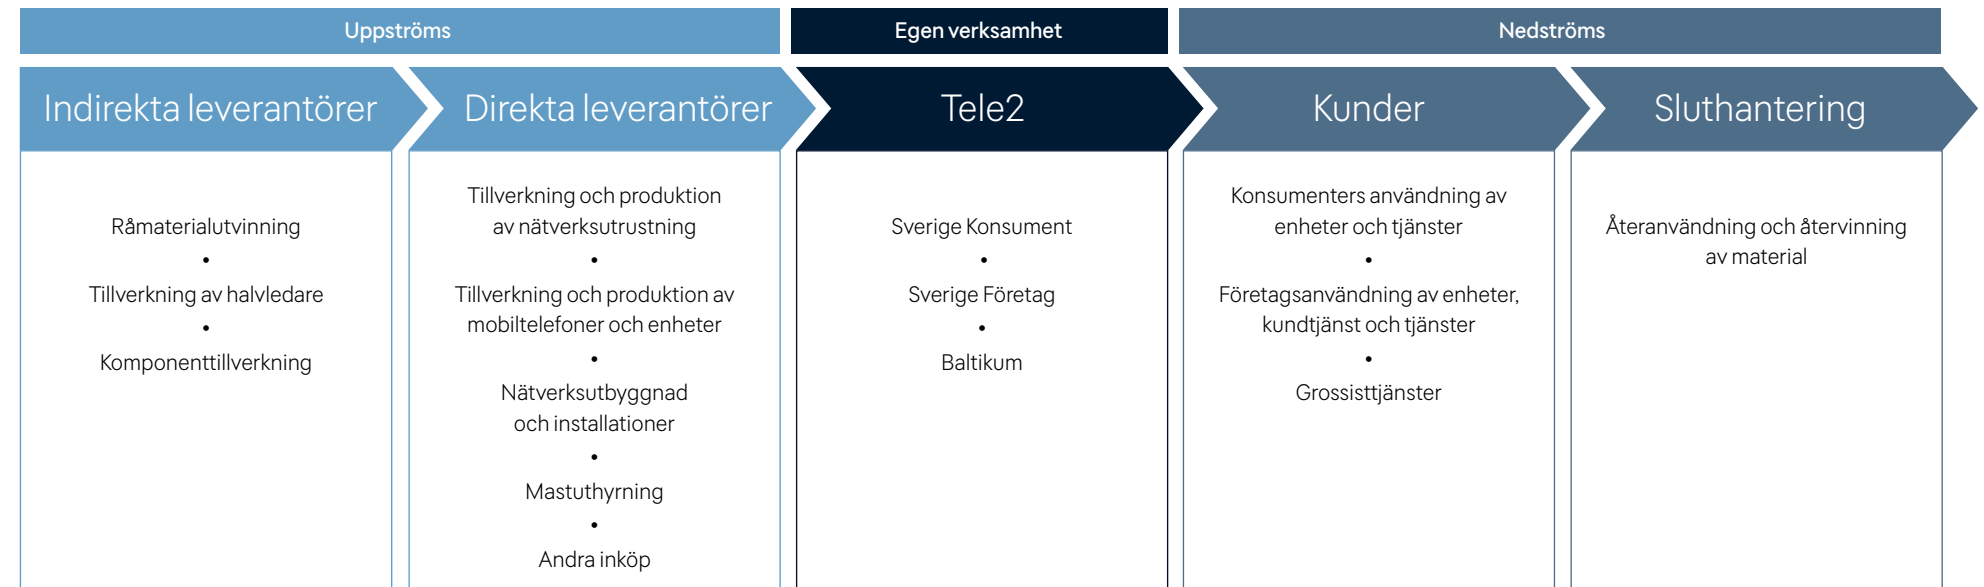 Uppströms
Egen verksamhet
Nedströms
Indirekta leverantörer
Direkta leverantörer
Tele2
Kunder
Sluthantering
Råmaterialutvinning
•
Tillverkning av halvledare
•
Komponenttillverkning
Tillverkning och produktion
av nätverksutrustning
•
Tillverkning och produktion av
mobiltelefoner och enheter
•
Nätverksutbyggnad
och installationer
•
Mastuthyrning
•
Andra inköp
Sverige Konsument
•
Sverige Företag
•
Baltikum
Konsumenters användning av
enheter och tjänster
•
Företagsanvändning av enheter,
kundtjänst och tjänster
•
Grossisttjänster
Återanvändning och återvinning
av material